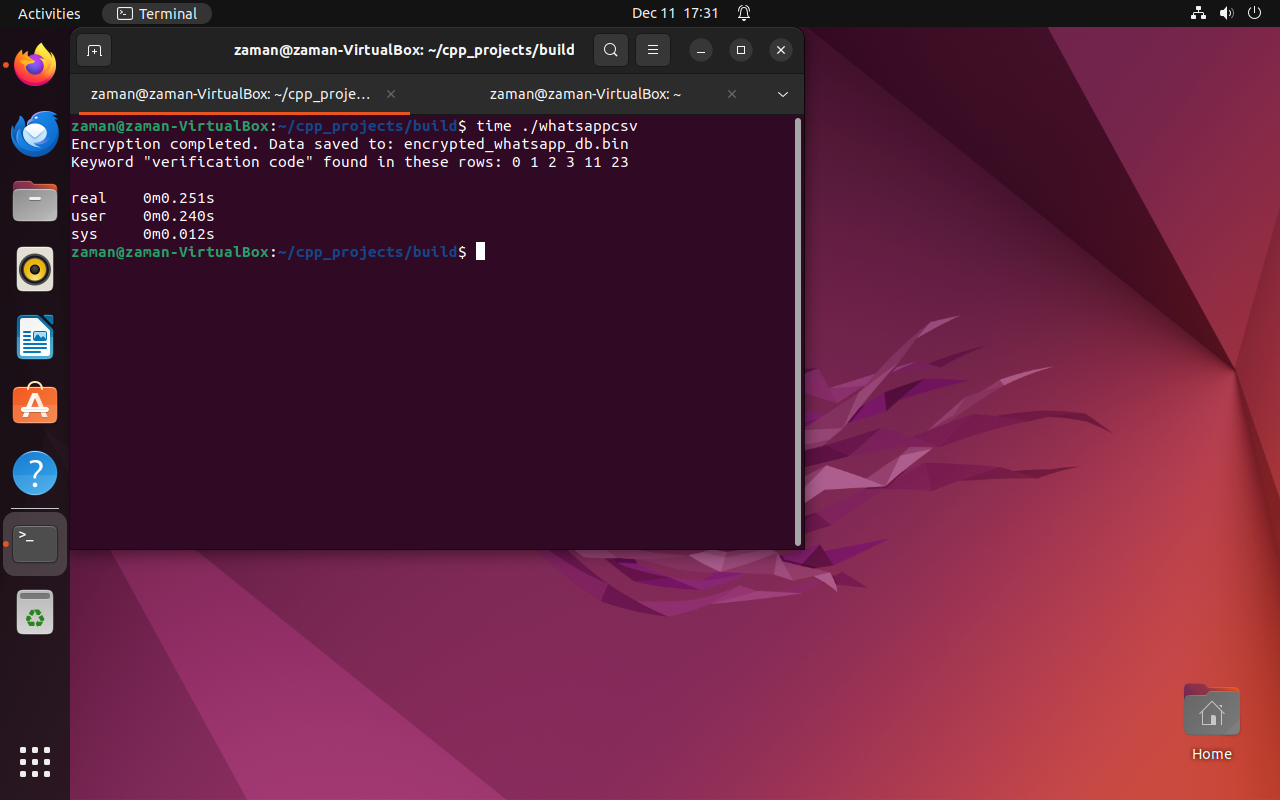 Activities
Terminal
Dec 11 17:31
zaman@zaman-VirtualBox: ~/cpp_projects/build
zaman@zaman-VirtualBox: ~/cpp_proje...
zaman@zaman-VirtualBox: ~
zaman@zaman-VirtualBox:~/cpp_projects/build$ time ./whatsappcsv
Encryption completed. Data saved to: encrypted_whatsapp_db.bin
Keyword "verification code" found in these rows: 0 1 2 3 11 23
real 0m0.251s
user 0m0.240s
sys 0m0.012s
zaman@zaman-VirtualBox:~/cpp_projects/build$
Home